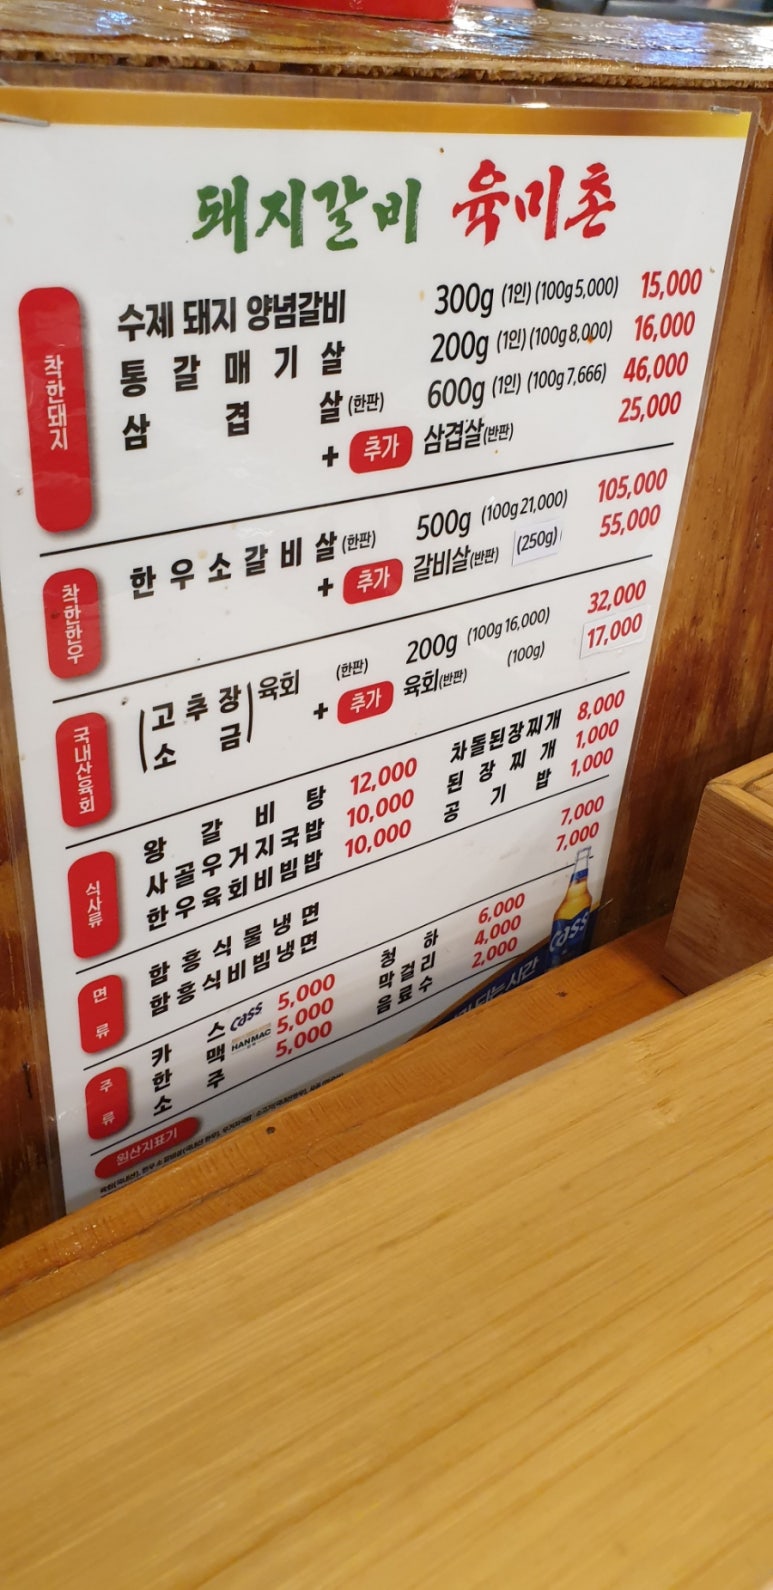 돼지갈비 육미촌
착한돼지
수제 돼지 양념갈비 300g (1인) (100g 5,000) 15,000
통갈매기살 200g (1인) (100g 8,000) 16,000
삼겹살 (한판) 600g (1인) (100g 7,666) 46,000
+ 추가 삼겹살(반판) 25,000
착한한우
한우소갈비살 (한판) 500g (100g 21,000) 105,000
+ 추가 갈비살(반판) (250g) 55,000
국내산육회
(고추장 소금) 육회 (한판) 200g (100g 16,000) 32,000
+ 추가 육회(반판) (100g) 17,000
식사류
왕갈비탕 12,000 차돌된장찌개 8,000
사골우거지국밥 10,000 된장찌개 1,000
한우육회비빔밥 10,000 공기밥 1,000
면류
함흥식물냉면 7,000
함흥식비빔냉면 7,000
주류
카스 Cass 5,000 청하 6,000
한맥 HANMAC 5,000 막걸리 4,000
소주 5,000 음료수 2,000
Cass
되는 시간
원산지표기